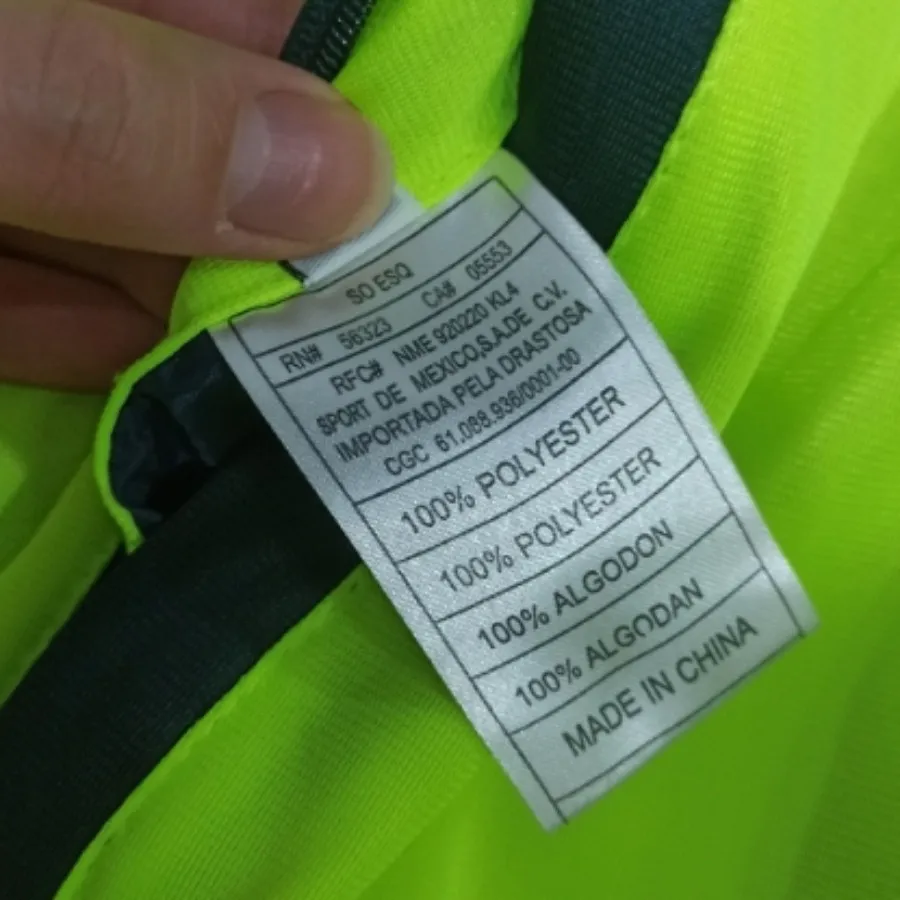 SO ESQ
RN# 56323 CA# 05553
RFC# NME 920220 KL4
SPORT DE MEXICO,S.A.DE C.V.
IMPORTADA PELA DRASTOSA
CGC 61.088.936/0001-00
100% POLYESTER
100% POLYESTER
100% ALGODON
100% ALGODAN
MADE IN CHINA